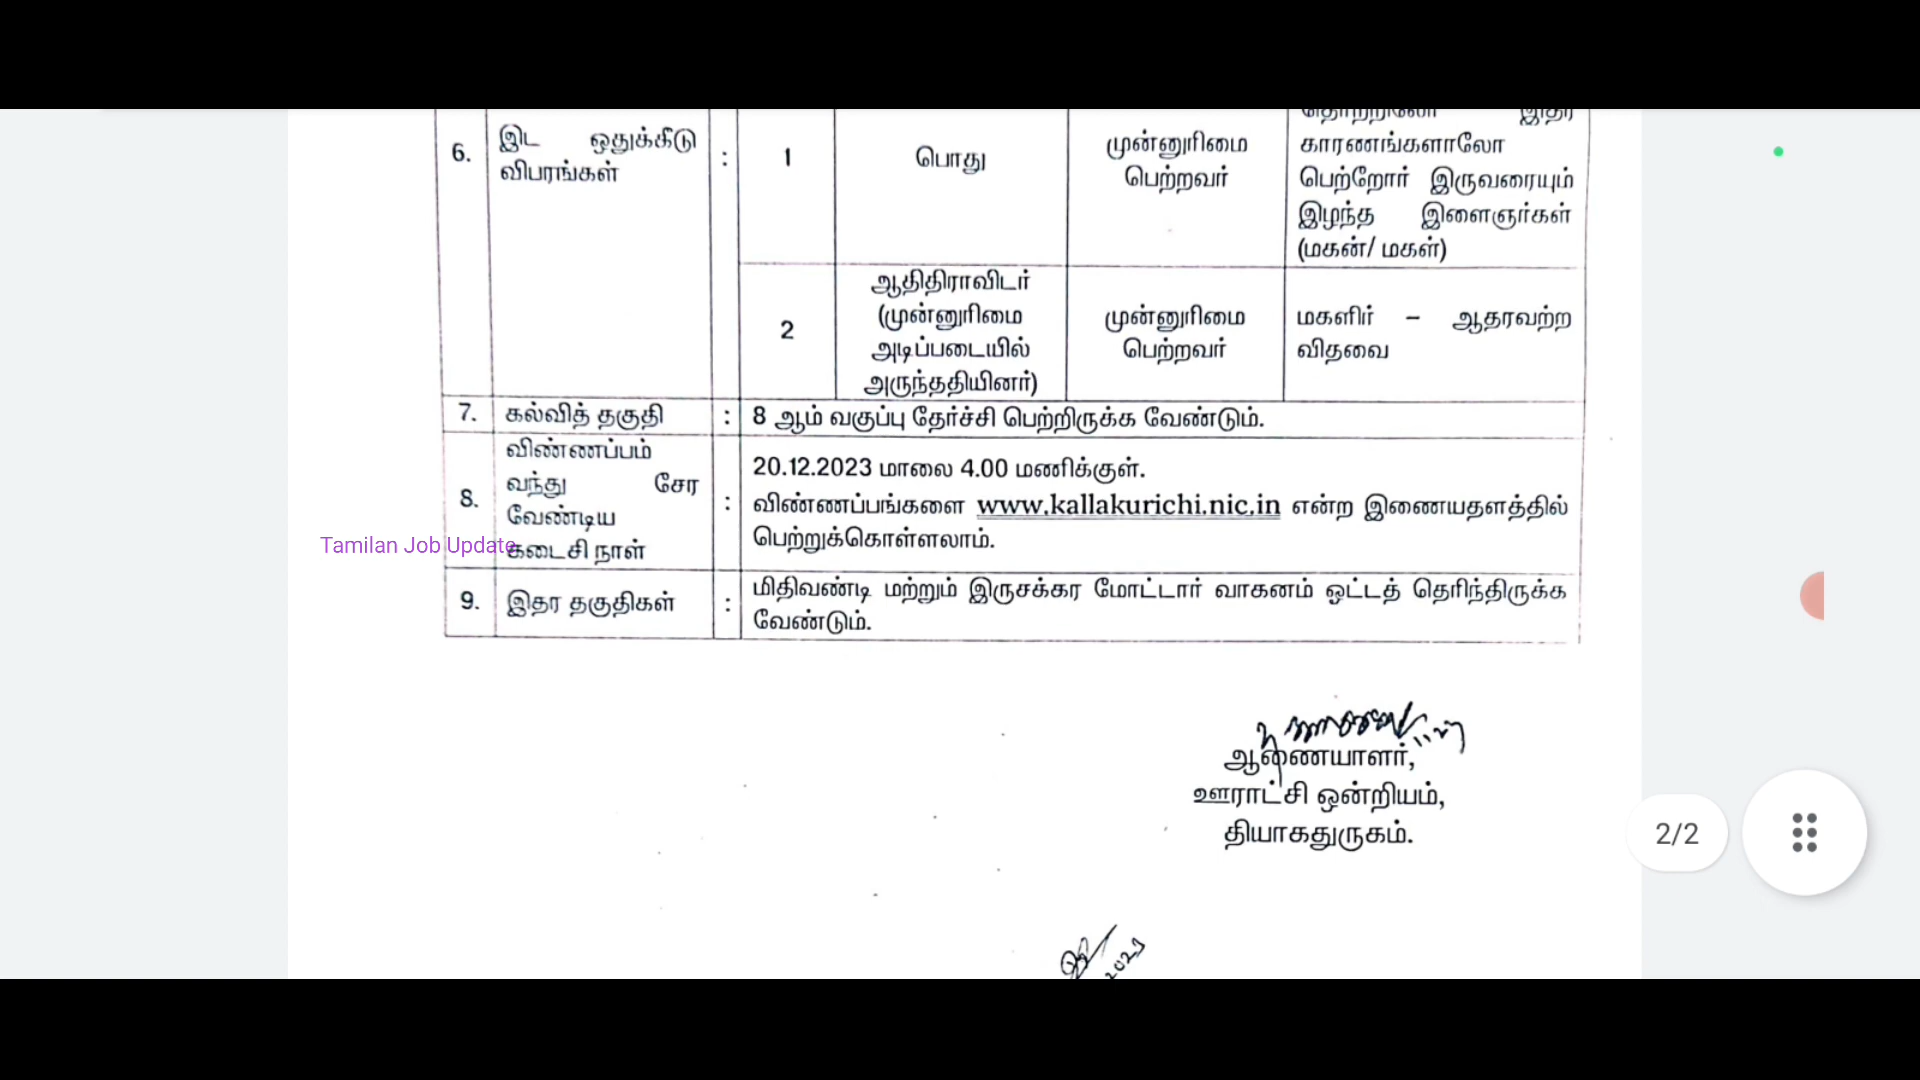 காரணங்களாலோ
6. இட ஒதுக்கீடு : 1 பொது முன்னுரிமை
விபரங்கள் பெற்றவர் பெற்றோர் இருவரையும்
இழந்த இளைஞர்கள்
(மகன்/ மகள்)
ஆதிதிராவிடர்
2 (முன்னுரிமை முன்னுரிமை மகளிர் – ஆதரவற்ற
அடிப்படையில் பெற்றவர் விதவை
அருந்ததியினர்)
7. கல்வித் தகுதி : 8 ஆம் வகுப்பு தேர்ச்சி பெற்றிருக்க வேண்டும்.
விண்ணப்பம்
வந்து சேர
8. வேண்டிய :
கடைசி நாள்
20.12.2023 மாலை 4.00 மணிக்குள்.
விண்ணப்பங்களை www.kallakurichi.nic.in என்ற இணையதளத்தில்
பெற்றுக்கொள்ளலாம்.
Tamilan Job Update
9. இதர தகுதிகள் : மிதிவண்டி மற்றும் இருசக்கர மோட்டார் வாகனம் ஓட்டத் தெரிந்திருக்க
வேண்டும்.
ஆணையாளர்,
ஊராட்சி ஒன்றியம்,
தியாகதுருகம்.
2/2